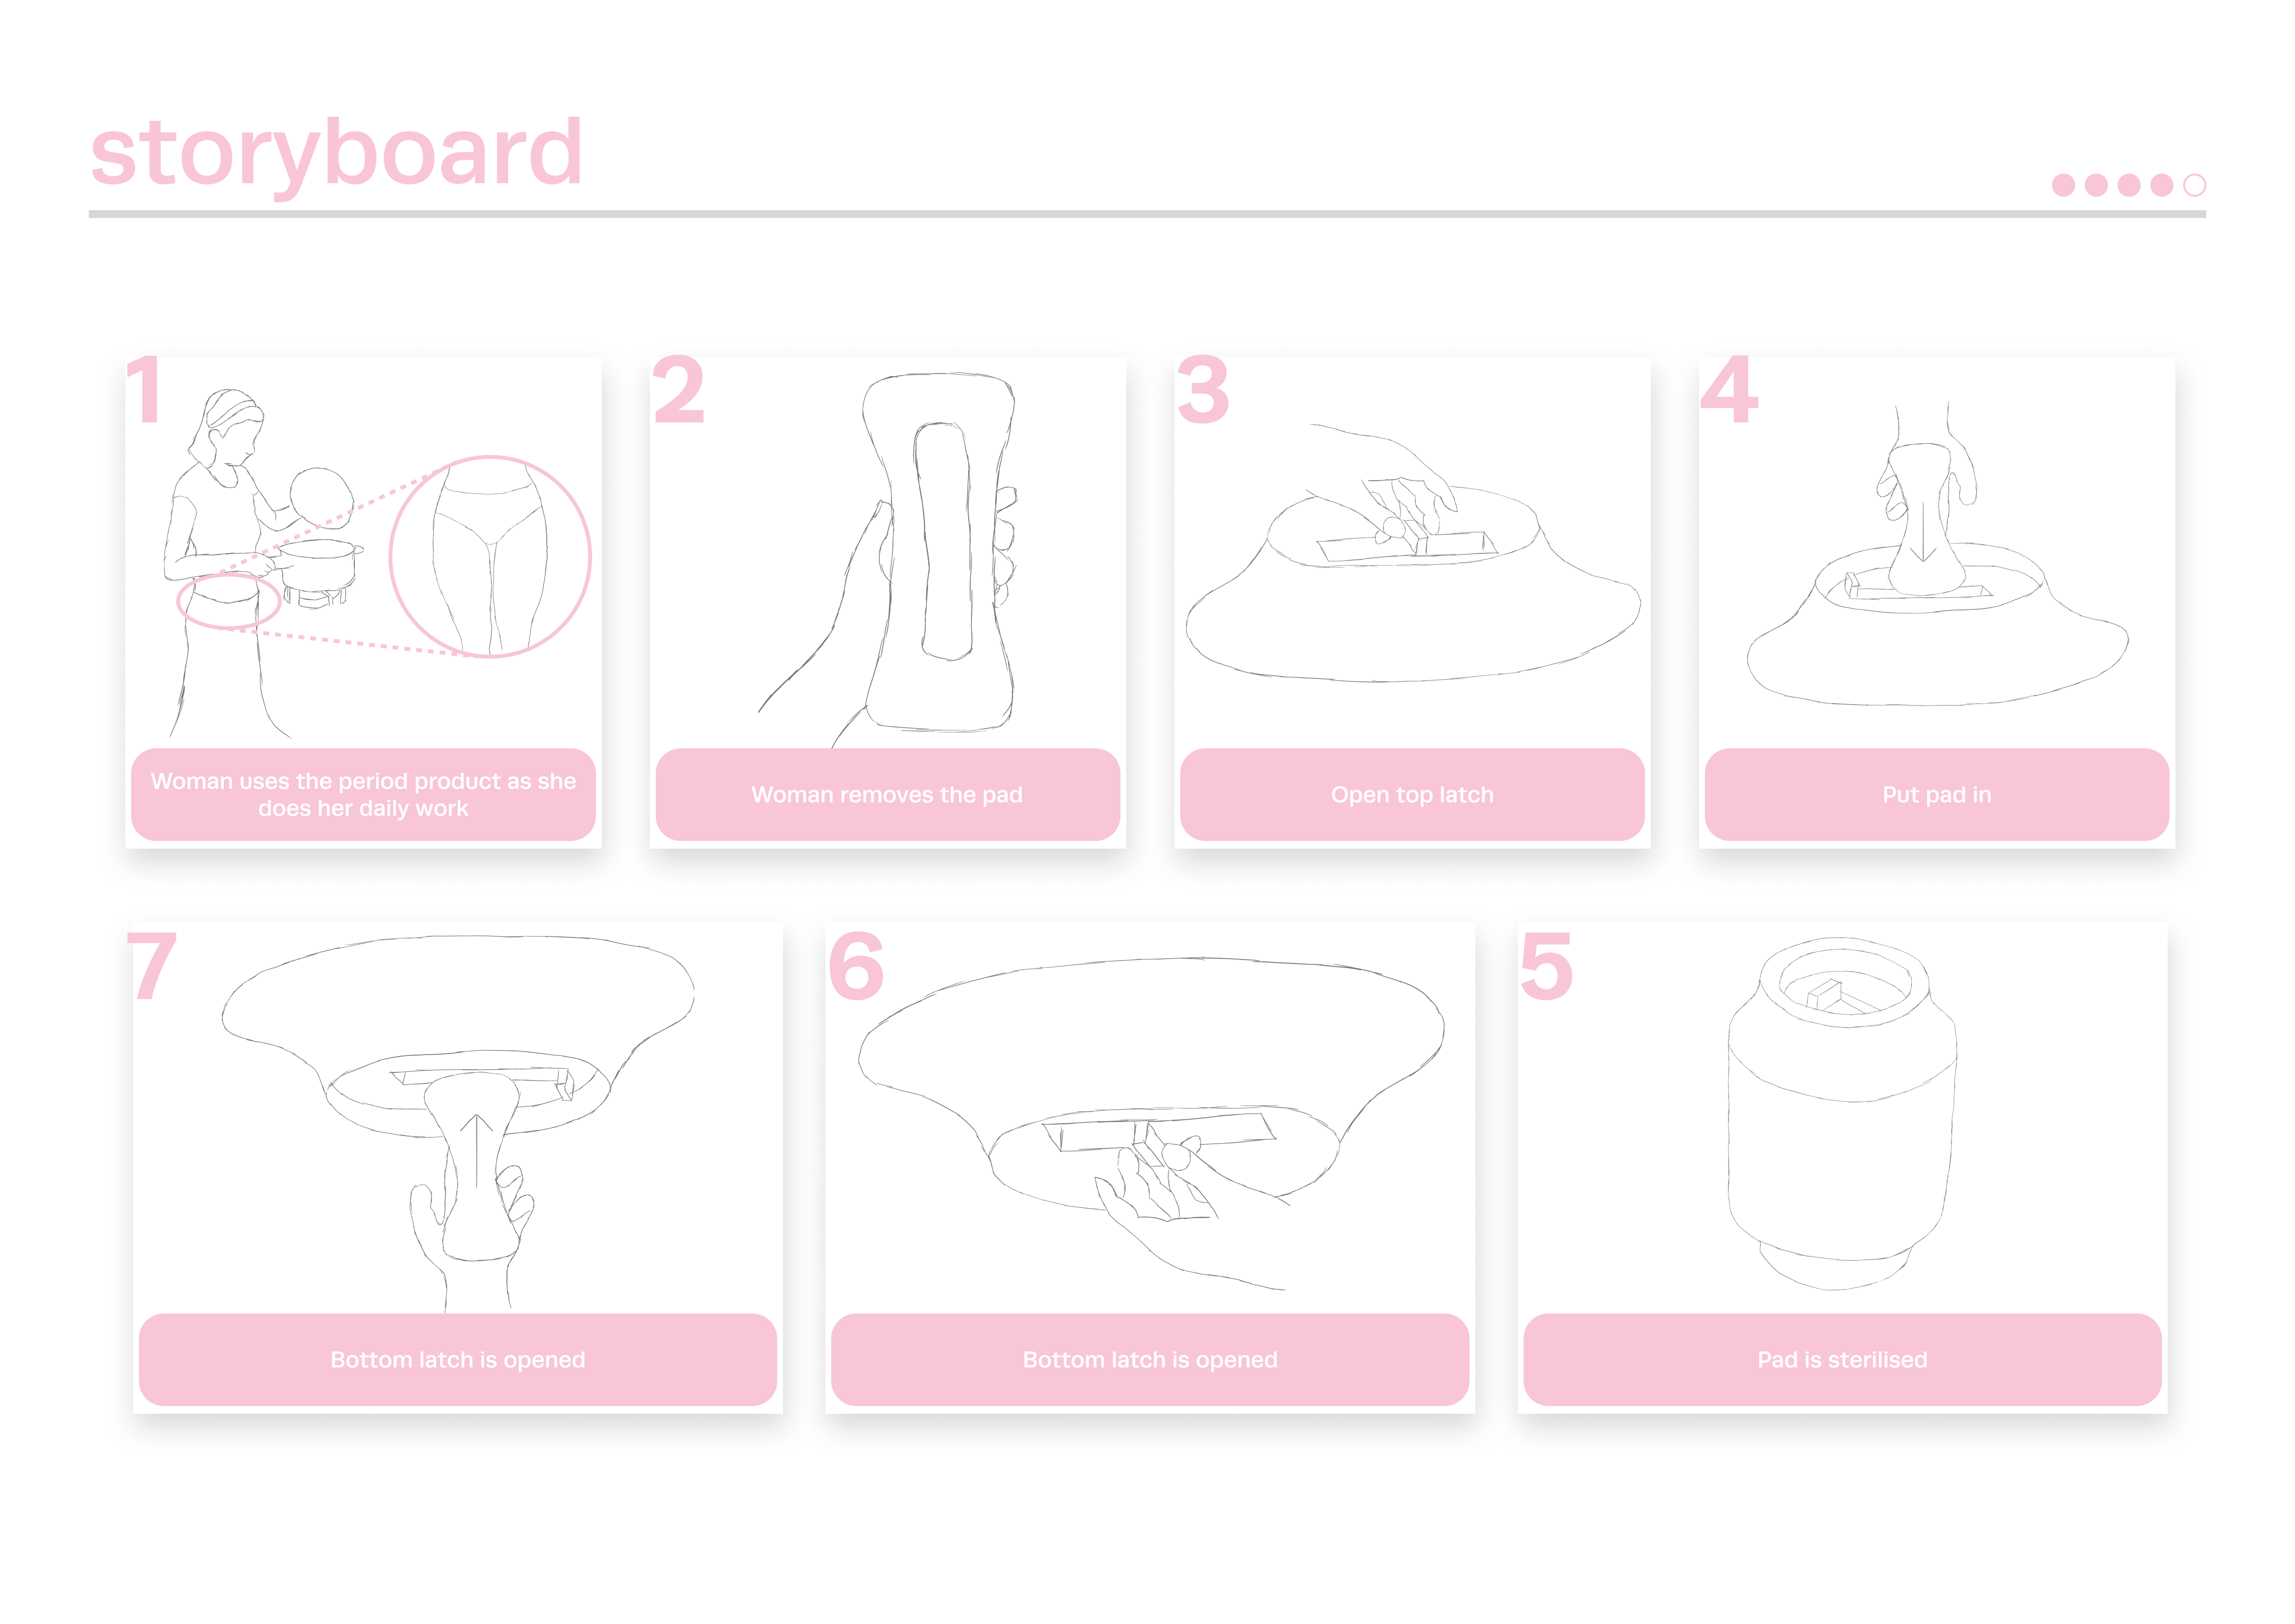 storyboard
1
Woman uses the period product as she
does her daily work
2
Woman removes the pad
3
Open top latch
4
Put pad in
7
Bottom latch is opened
6
Bottom latch is opened
5
Pad is sterilised